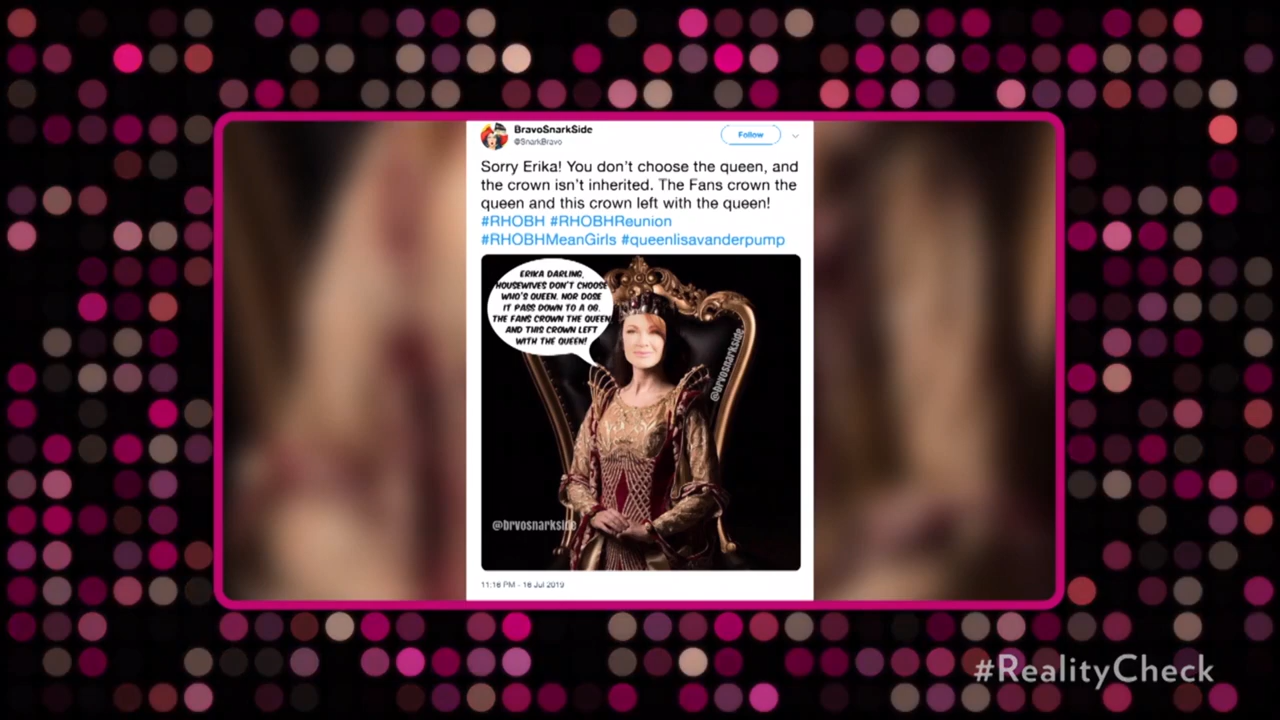 BravoSnarkSide
@SnarkBravo
Follow
Sorry Erika! You don't choose the queen, and
the crown isn't inherited. The Fans crown the
queen and this crown left with the queen!
#RHOBH #RHOBHReunion
#RHOBHMeanGirls #queenlisavanderpump
ERIKA DARLING,
HOUSEWIVES DON'T CHOOSE
WHO'S QUEEN. NOR DOSE
IT PASS DOWN TO A OG.
THE FANS CROWN THE QUEEN
AND THIS CROWN LEFT
WITH THE QUEEN!
@brvosnarkside
@brvosnarkside
11:16 PM - 16 Jul 2019
#RealityCheck